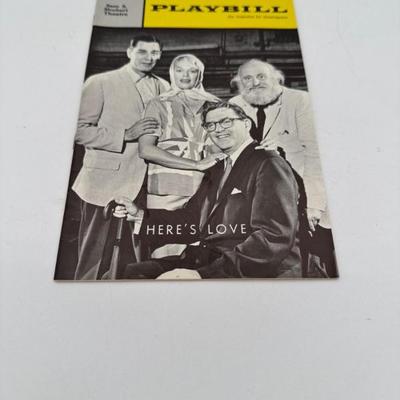 Sam S.
Shubert
Theatre
PLAYBILL
the magazine for theatregoers
HERE'S LOVE